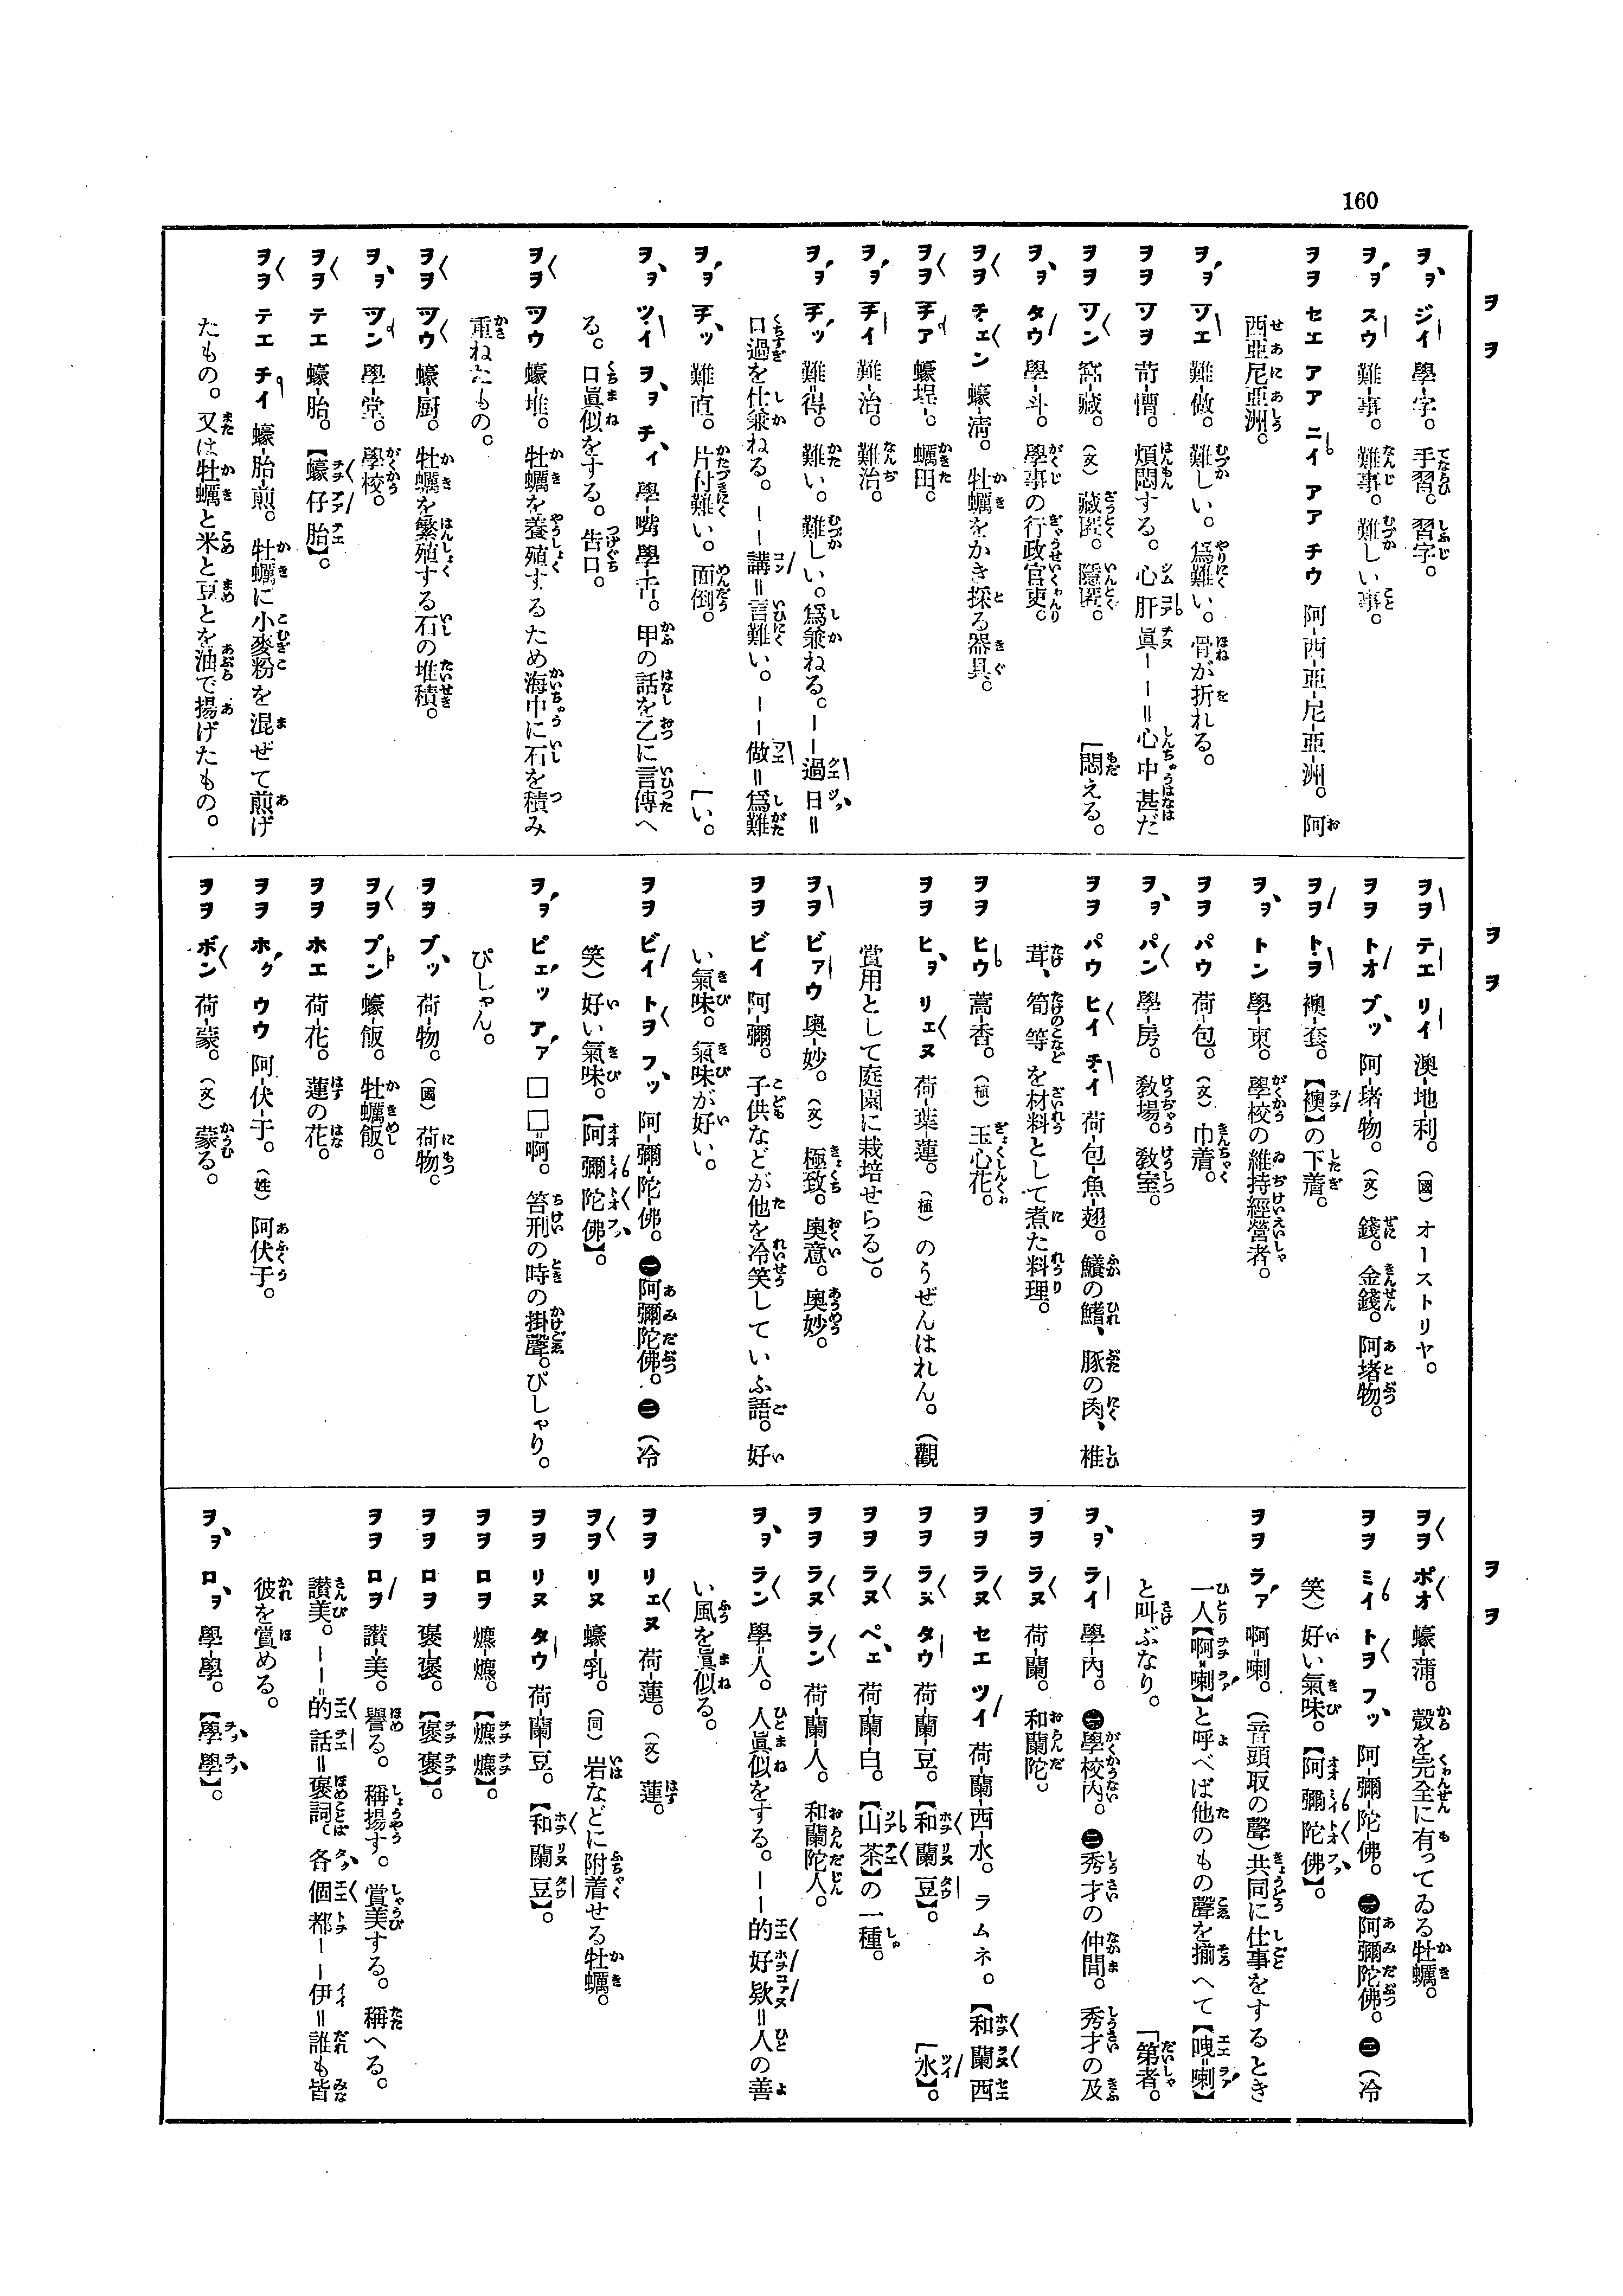 160
ヲヲ
ヲヲ ジイ 學-字。手習。習字。
ヲヲ スウ 難-事。難事。難しい事。
ヲヲ セエ アア ニイ アア チウ 阿-西-亞-尼-亞-洲。阿
西亞尼亞洲。
ヲヲ ツエ 難-做。難しい。爲難い。骨が折れる。
ヲヲ ツヲ 苛-慒。煩悶する。心肝眞ーー=心中甚だ
[悶える。
ヲヲ ツン 窩-藏。(文)藏匿。隱匿。
ヲヲ タウ 學-斗。學事の行政官吏。
ヲヲ チェン 蠔-淸。牡蠣をかき採る器具。
ヲヲ チア 蠔-堤-。蠣田。
ヲヲ チイ 難-治。難治。
ヲヲ チッ 難=得。難い。難しい。爲兼ねる。ーー過日=
口過を仕兼ねる。ーー講=言難い。ーー做=爲難
[い。
ヲヲ チッ 難-直。片付難い。面倒。
ヲヲ ツイ ヲヲ チイ 學-嘴 學-舌。甲の話を乙に言傳へ
る。口眞似をする。告口。
ヲヲ ツウ 蠔-堆。牡蠣を養殖するため海中に石を積み
重ねたもの。
ヲヲ ツウ 蠔-厨。牡蠣を繁殖する石の堆積。
ヲヲ ツン 學-堂。學校。
ヲヲ テエ 蠔-胎。【蠔仔胎】。
ヲヲ テエ チイ 蠔-胎-煎。牡蠣に小麥粉を混ぜて煎げ
たもの。又は牡蠣と米と豆とを油で揚げたもの。
ヲヲ
ヲヲ テエ リイ 澳-地-利。(國)オーストリヤ。
ヲヲ トオ ブッ 阿-堵-物。(文)錢。金錢。阿堵物。
ヲヲ トヲ 襖-套。【襖】の下着。
ヲヲ トン 學-東。學校の維持經營者。
ヲヲ パウ 荷-包。(文)巾着。
ヲヲ パン 學-房。敎場。敎室。
ヲヲ パウ ヒイ チイ 荷-包-魚-翅。鱶の鰭、豚の肉、椎
茸、筍等を材料として煮た料理。
ヲヲ ヒウ 蒿-香。(植)玉心花。
ヲヲ ヒヲ リェヌ 荷-葉-蓮。(植)のうぜんはれん。(觀
賞用として庭園に栽培せらる)。
ヲヲ ビアウ 奧-妙。(文)極致。奧意。奧妙。
ヲヲ ビイ 阿-彌。子供などが他を冷笑していふ語。好
い氣味。氣味が好い。
ヲヲ ビイ トヲ フッ 阿-彌-陀-佛。㊀阿彌陀佛。㊁(冷
笑)好い氣味。【阿彌陀佛】。
ヲヲ ピェッ アァ □□=啊。笞刑の時の掛聲。ぴしゃり。
ぴしゃん。
ヲヲ ブッ 荷-物。(國)荷物。
ヲヲ プン 蠔-飯。牡蠣飯。
ヲヲ ホエ 荷-花。蓮の花。
ヲヲ ホク ウウ 阿-伏-于。(姓)阿伏于。
ヲヲ ボン 荷-蒙。(文)蒙る。
ヲヲ
ヲヲ ポオ 蠔-蒲。殼を完全に有ってゐる牡蠣。
ヲヲ ミイ トヲ フッ 阿-彌-陀-佛。㊀阿彌陀佛。㊁(冷
笑)好い氣味。【阿彌陀佛】。
ヲヲ ラァ 啊=喇。(音頭取の聲)共同に仕事をするとき
一人【啊=喇】と呼べば他のもの聲を揃へて【咃=喇】
と叫ぶなり。
[第者。
ヲヲ ライ 學-內。㊀學校內。㊁秀才の仲間。秀才の及
ヲヲ ラヌ 荷-蘭。和蘭陀。
ヲヲ ラヌ セエ ツイ 荷-蘭-西-水。ラムネ。【和蘭西
[水】。
ヲヲ ラヌ タウ 荷-蘭-豆。【和蘭豆】。
ヲヲ ラヌ ペェ 荷-蘭-白。【山茶】の一種。
ヲヲ ラヌ ラン 荷-蘭-人。和蘭陀人。
ヲヲ ラン 學-人。人眞似をする。ーー的好欵=人の善
い風を眞似る。
ヲヲ リェヌ 荷-蓮。(文)蓮。
ヲヲ リヌ 蠔-乳。(同)岩などに附着せる牡蠣。
ヲヲ リヌ タウ 荷-蘭-豆。【和蘭豆】。
ヲヲ ロヲ 爊-爊。【爊爊】。
ヲヲ ロヲ 褒-褒。【褒褒】。
ヲヲ ロヲ 讚-美。譽る。稱揚す。賞美する。稱へる。
讚美。ーー=的話=褒詞。各個都ーー伊=誰も皆
彼を賞める。
ヲヲ ロヲ 學-學。【學學】。